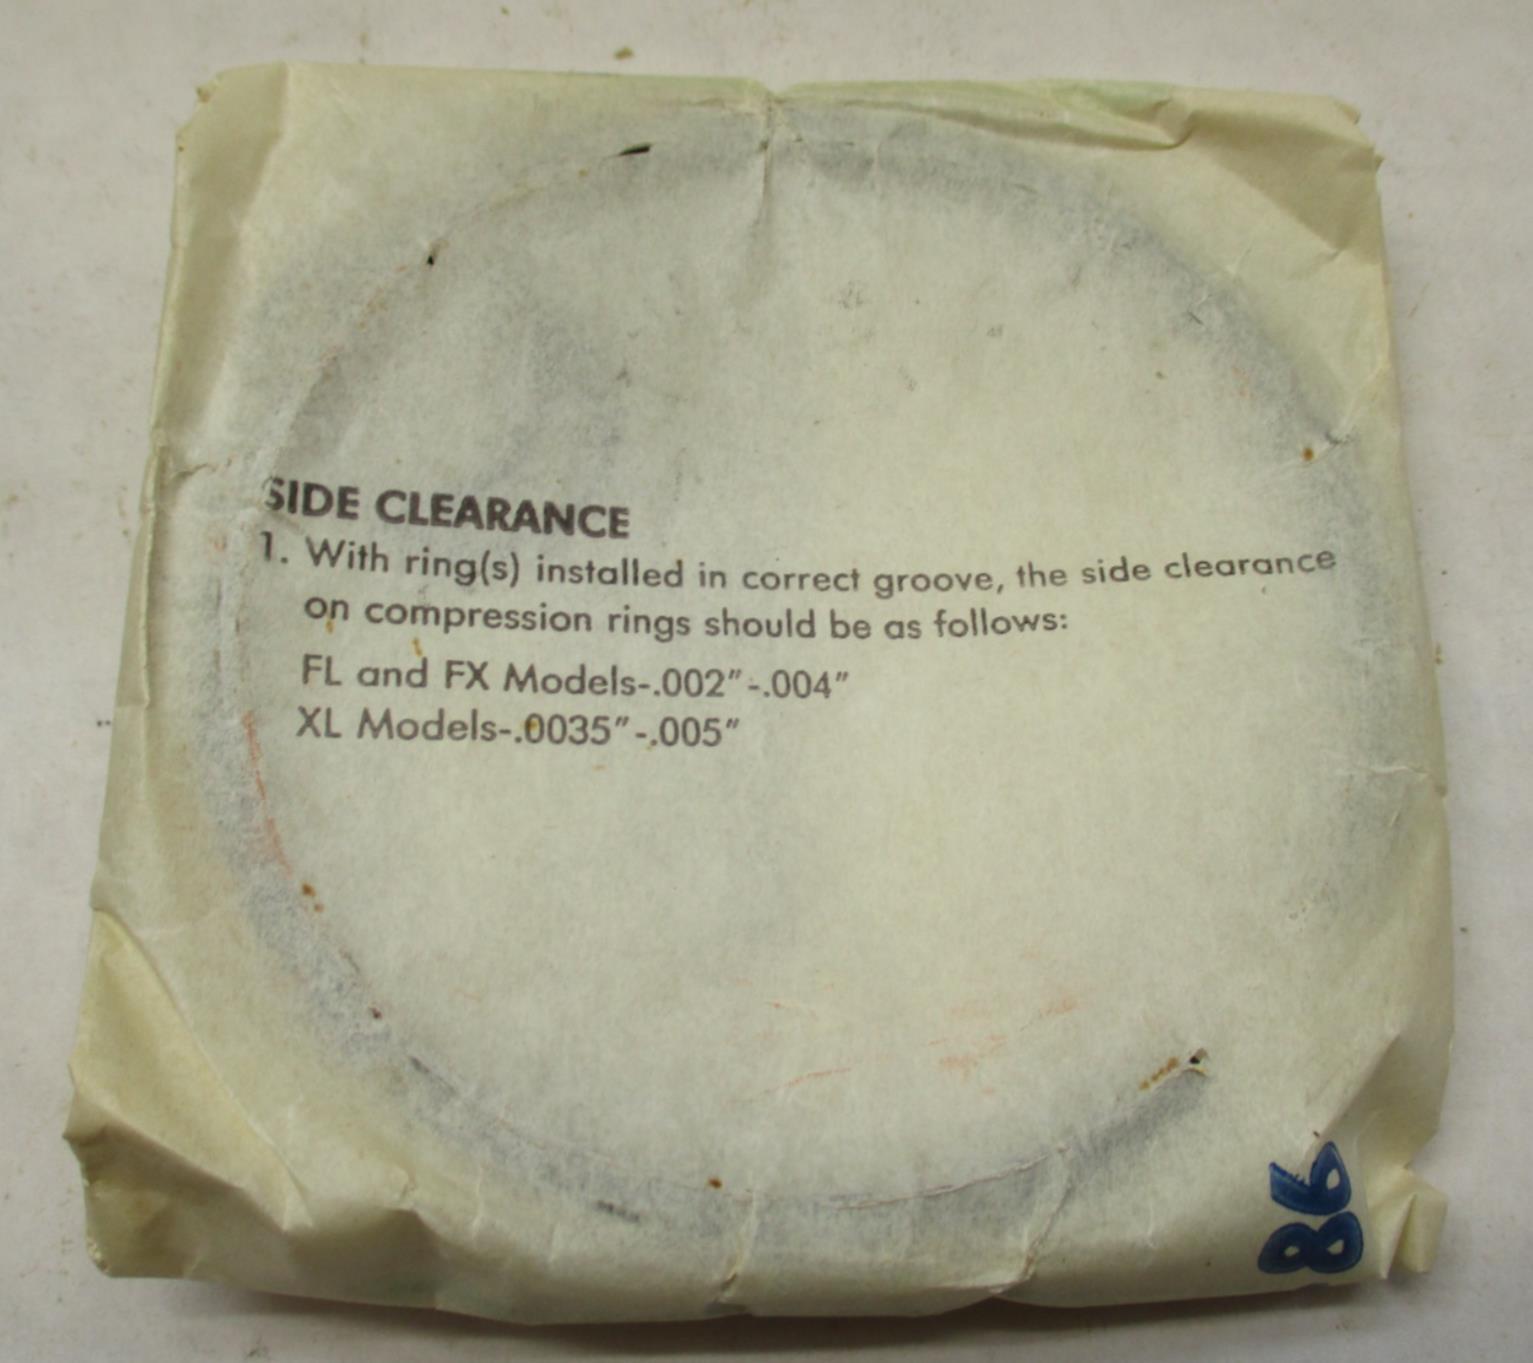 SIDE CLEARANCE
1. With ring(s) installed in correct groove, the side clearance
on compression rings should be as follows:
FL and FX Models-.002"-.004"
XL Models-.0035"-.005"
86